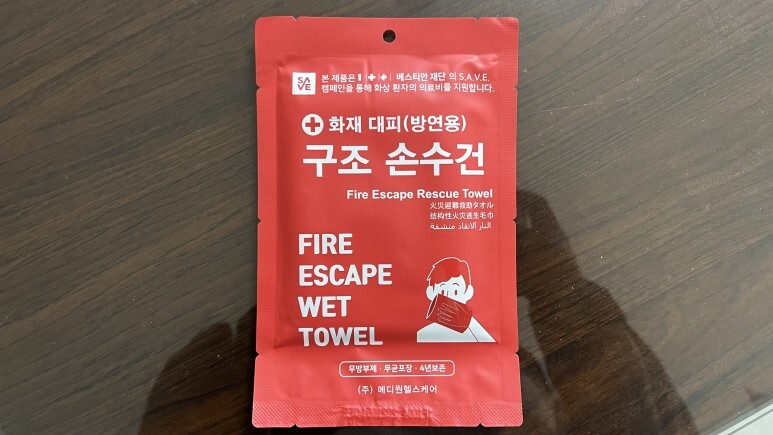 SAVE
본 제품은 베스티안 재단 의 S.A.V.E.
캠페인을 통해 화상 환자의 의료비를 지원합니다.
화재 대피(방연용)
구조 손수건
Fire Escape Rescue Towel
火災避難救助タオル
结构性火灾逃生毛巾
النار الانقاذ منشفة
FIRE
ESCAPE
WET
TOWEL
무방부제 · 무균포장 · 4년보존
(주) 메디원헬스케어